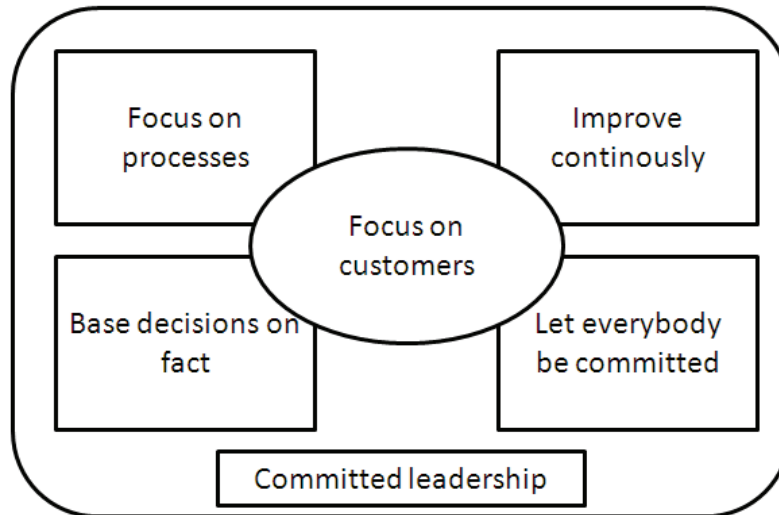 Focus on
processes
Improve
continously
Focus on
customers
Base decisions on
fact
Let everybody
be committed
Committed leadership